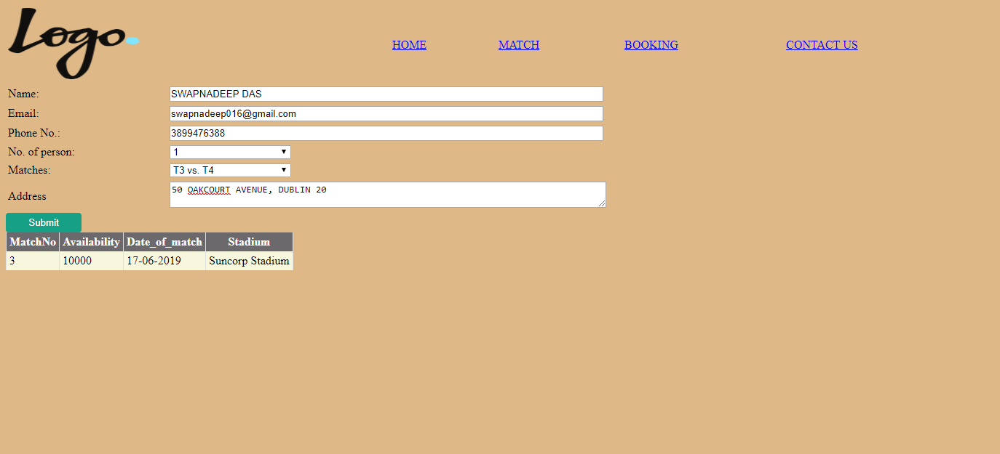 Logo
HOME MATCH BOOKING CONTACT US
Name: SWAPNADEEP DAS
Email: swapnadeep016@gmail.com
Phone No.: 3899476388
No. of person: 1
Matches: T3 vs. T4
Address 50 OAKCOURT AVENUE, DUBLIN 20
Submit
MatchNo Availability Date_of_match Stadium
3 10000 17-06-2019 Suncorp Stadium